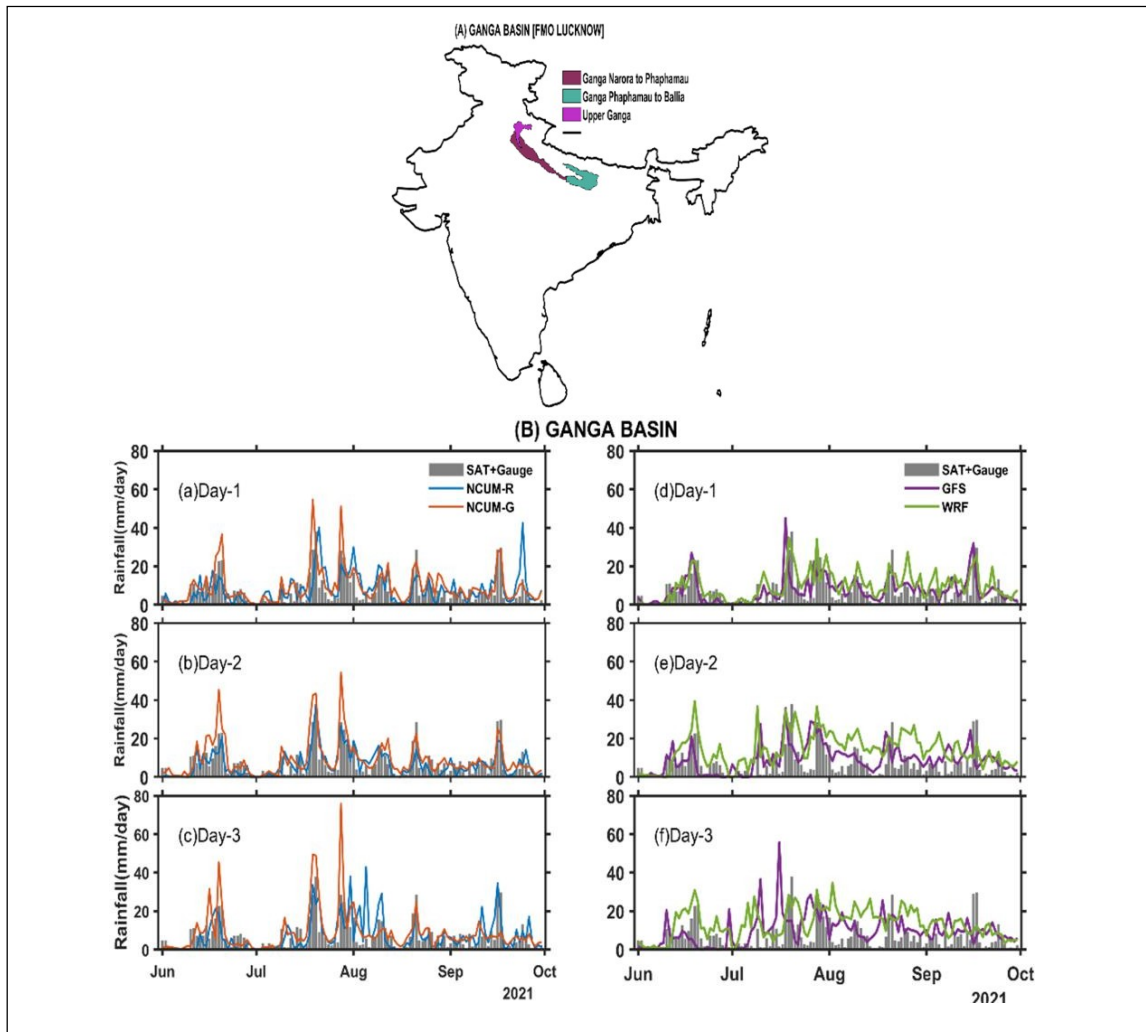 (A) GANGA BASIN [FMO LUCKNOW]
Ganga Narora to Phaphamau
Ganga Phaphamau to Ballia
Upper Ganga
(B) GANGA BASIN
80
60
40
20
0
Rainfall(mm/day)
(a)Day-1
SAT+Gauge
NCUM-R
NCUM-G
80
60
40
20
0
(d)Day-1
SAT+Gauge
GFS
WRF
80
60
40
20
0
Rainfall(mm/day)
(b)Day-2
80
60
40
20
0
(e)Day-2
80
60
40
20
0
Rainfall(mm/day)
(c)Day-3
Jun Jul Aug Sep Oct
2021
80
60
40
20
0
(f)Day-3
Jun Jul Aug Sep Oct
2021